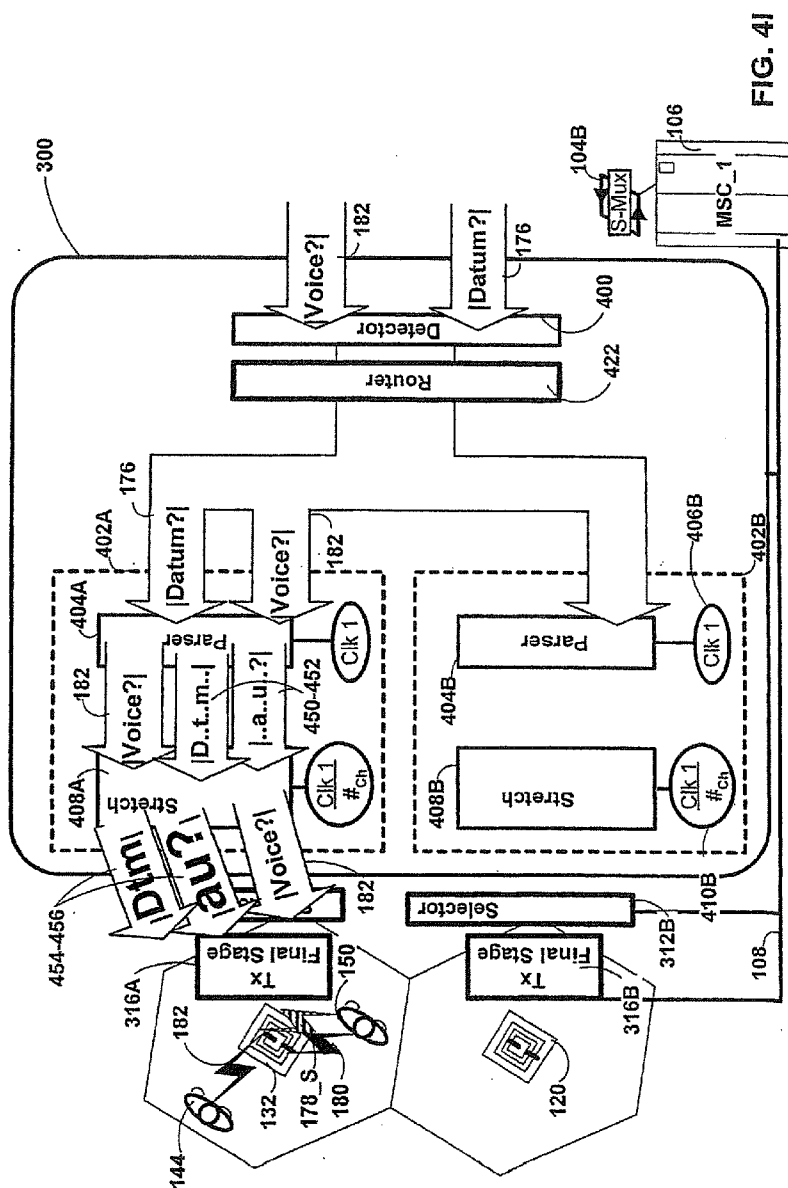 144
182
132
178_S
180
150
120
316A
Tx
Final Stage
Tx
Final Stage
316B
454-456
|Dtm|
|au?|
|Voice?|
182
Selector
312B
108
408A
Stretch
Clk 1
#Ch
408B
Stretch
Clk 1
#Ch
410B
182
|Voice?|
|D..t..m..|
|..a..u..?|
450-452
404A
Parser
Clk 1
404B
Parser
Clk 1
406B
402A
402B
176
|Datum?|
|Voice?|
182
Router
422
Detector
400
|Voice?|
182
|Datum?|
176
300
S-Mux
104B
MSC_1
106
FIG. 4I